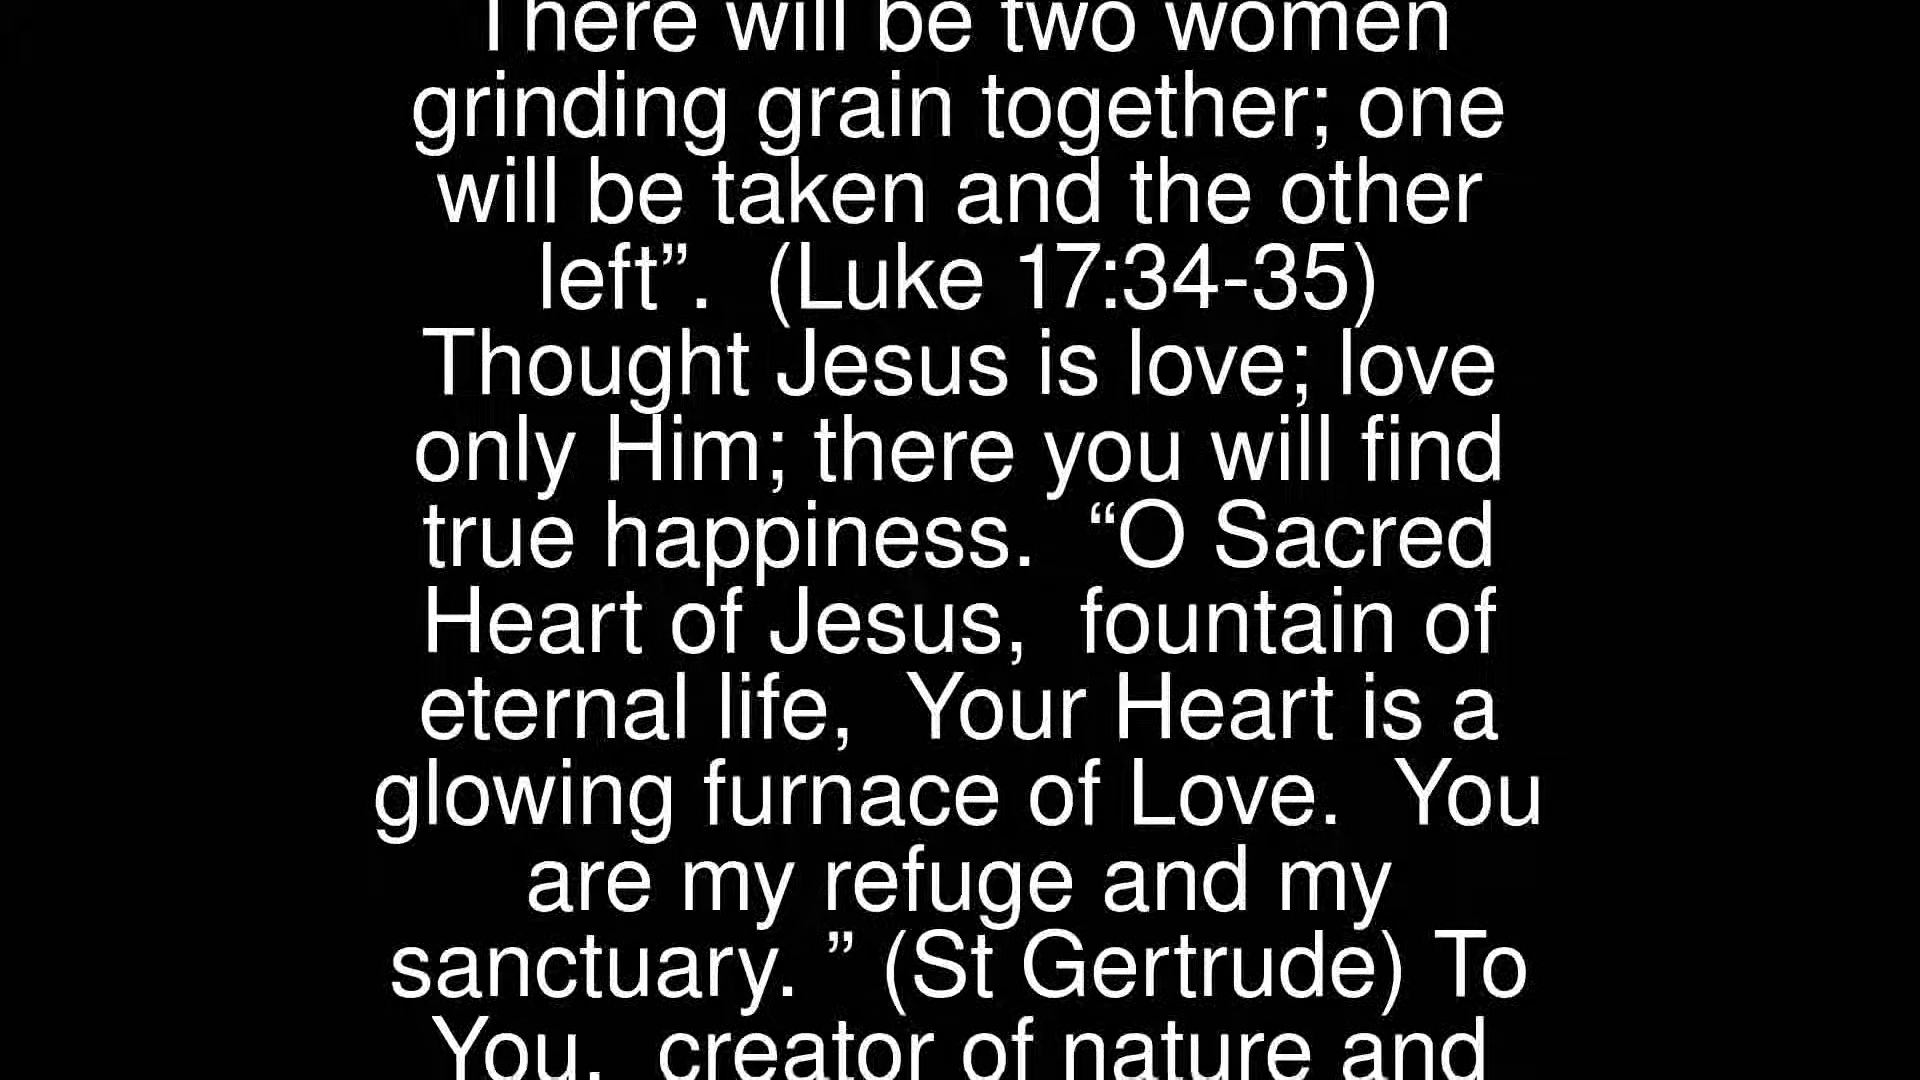 There will be two women
grinding grain together; one
will be taken and the other
left”.  (Luke 17:34-35)
Thought Jesus is love; love
only Him; there you will find
true happiness.  “O Sacred
Heart of Jesus,  fountain of
eternal life,  Your Heart is a
glowing furnace of Love.  You
are my refuge and my
sanctuary. ” (St Gertrude) To
You,  creator of nature and